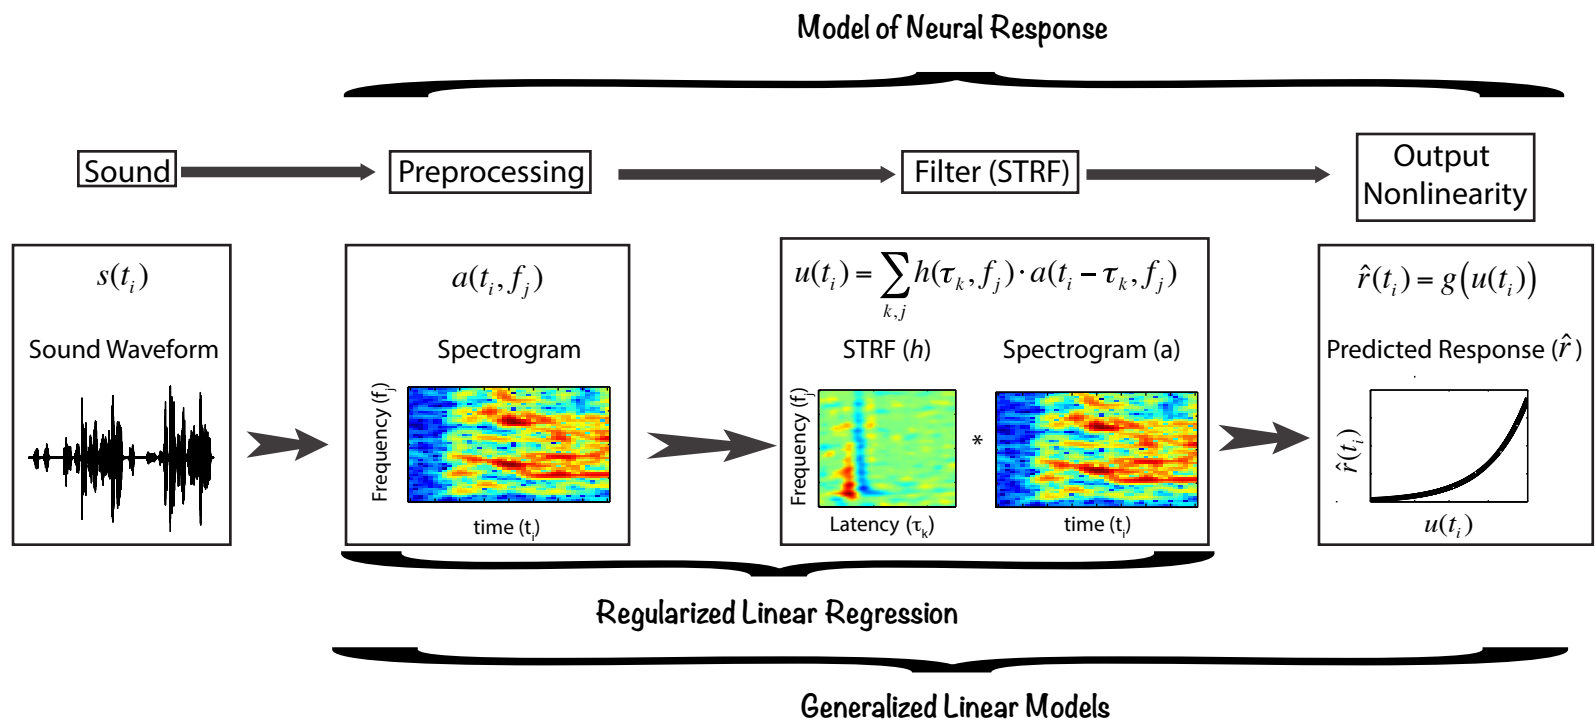 Model of Neural Response
Sound
Preprocessing
Filter (STRF)
Output
Nonlinearity
s(t_i)
Sound Waveform
a(t_i, f_j)
Spectrogram
Frequency (f_j)
time (t_i)
u(t_i) = ∑_{k,j} h(τ_k, f_j) · a(t_i − τ_k, f_j)
STRF (h)
Spectrogram (a)
Frequency (f_j)
*
Latency (τ_k)
time (t_i)
r̂(t_i) = g(u(t_i))
Predicted Response (r̂)
r̂(t_i)
u(t_i)
Regularized Linear Regression
Generalized Linear Models